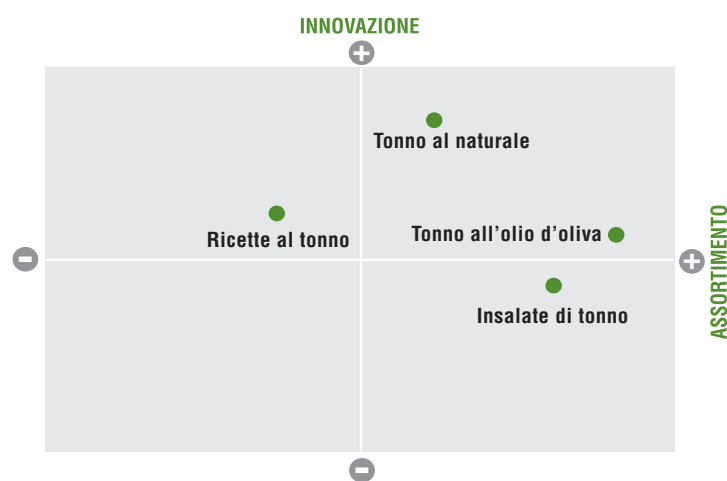 INNOVAZIONE
+
Tonno al naturale
Ricette al tonno
Tonno all’olio d’oliva
-
+
ASSORTIMENTO
Insalate di tonno
-